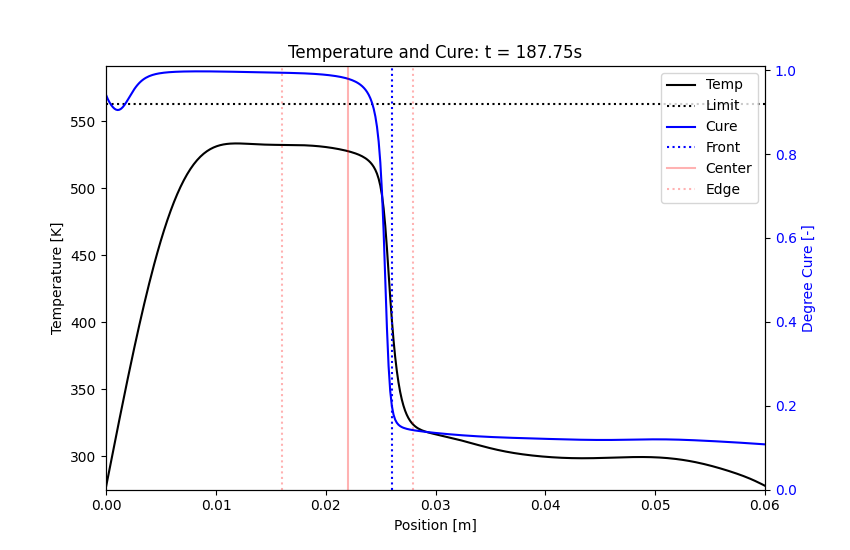 Temperature and Cure: t = 187.75s
Temp
Limit
Cure
Front
Center
Edge
Temperature [K]
550
500
450
400
350
300
Degree Cure [-]
1.0
0.8
0.6
0.4
0.2
0.0
0.00 0.01 0.02 0.03 0.04 0.05 0.06
Position [m]